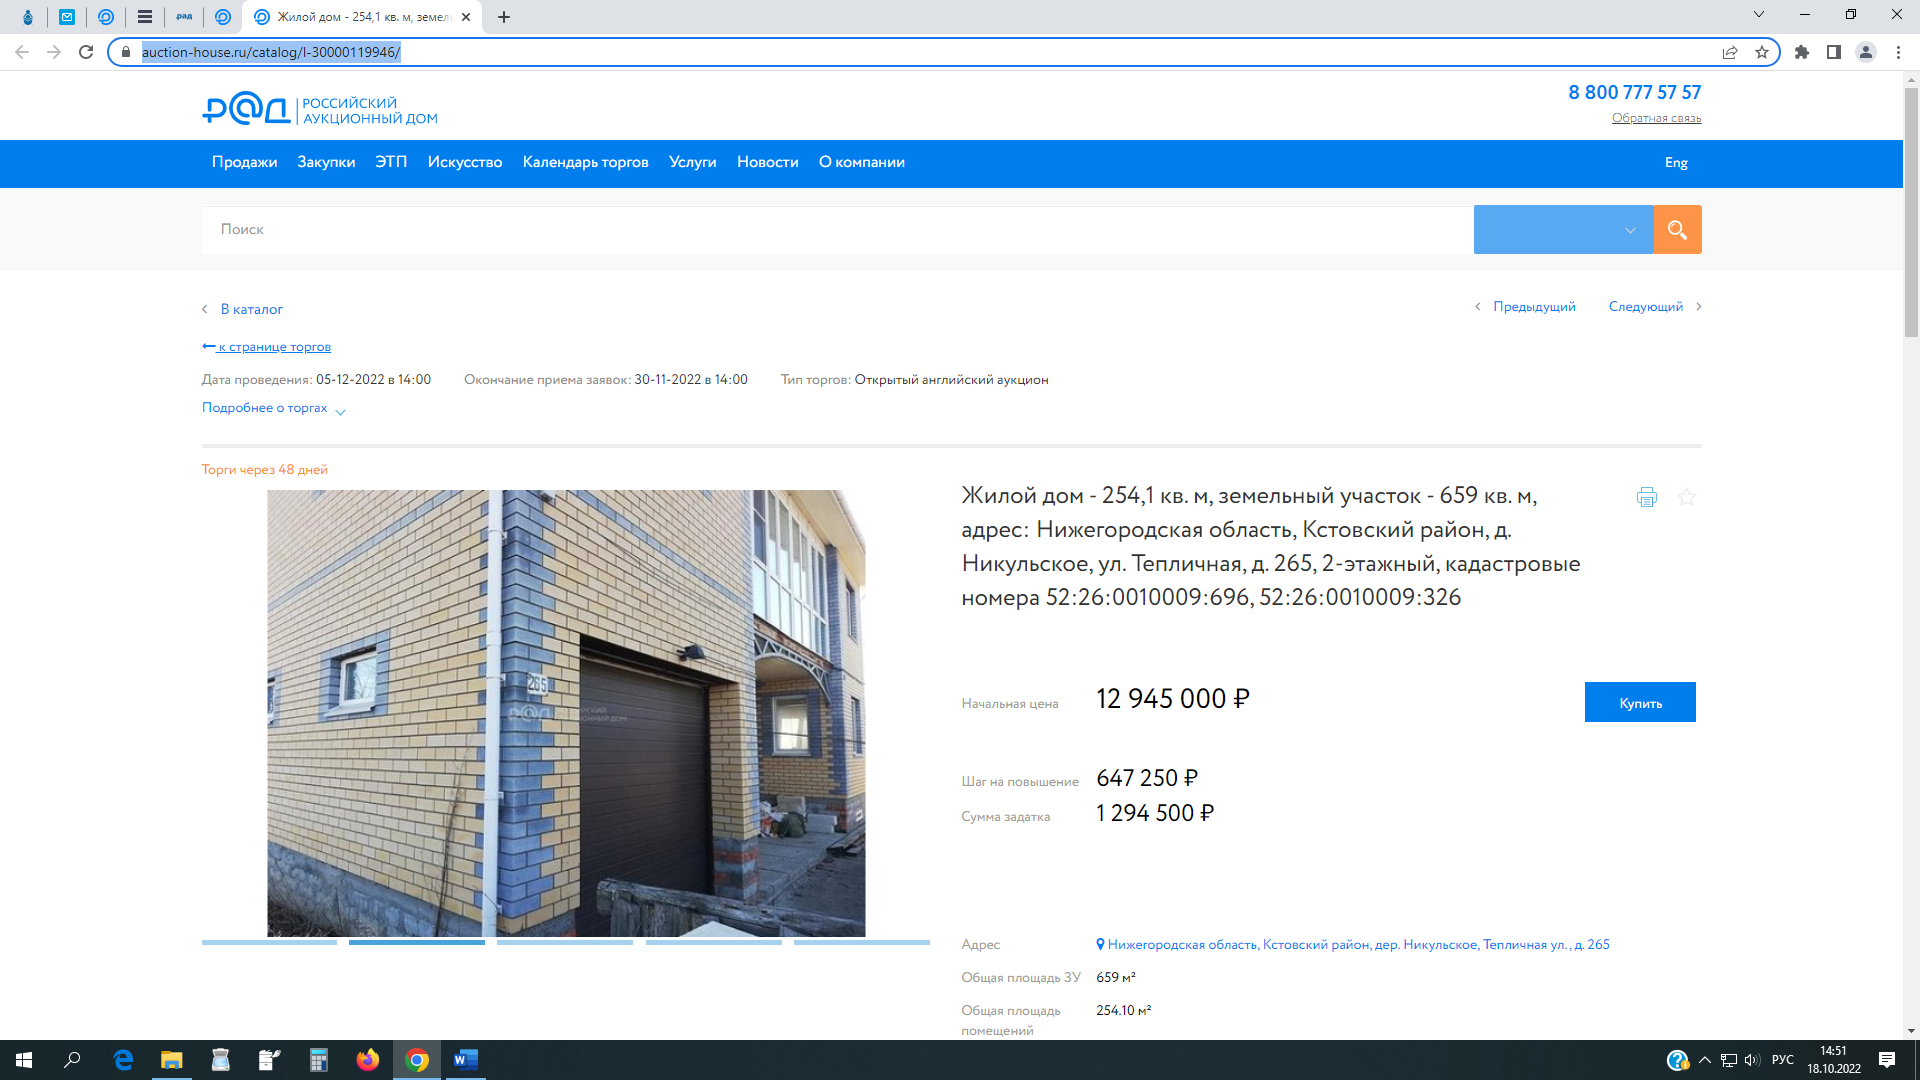 Жилой дом - 254,1 кв. м, земель
auction-house.ru/catalog/l-30000119946/
РАД
РОССИЙСКИЙ
АУКЦИОННЫЙ ДОМ
8 800 777 57 57
Обратная связь
Продажи Закупки ЭТП Искусство Календарь торгов Услуги Новости О компании Eng
Поиск
В каталог
Предыдущий Следующий
к странице торгов
Дата проведения: 05-12-2022 в 14:00 Окончание приема заявок: 30-11-2022 в 14:00 Тип торгов: Открытый английский аукцион
Подробнее о торгах
Торги через 48 дней
Жилой дом - 254,1 кв. м, земельный участок - 659 кв. м,
адрес: Нижегородская область, Кстовский район, д.
Никульское, ул. Тепличная, д. 265, 2-этажный, кадастровые
номера 52:26:0010009:696, 52:26:0010009:326
265
Начальная цена 12 945 000 ₽
Купить
Шаг на повышение 647 250 ₽
Сумма задатка 1 294 500 ₽
Адрес Нижегородская область, Кстовский район, дер. Никульское, Тепличная ул. , д. 265
Общая площадь ЗУ 659 м²
Общая площадь 254.10 м²
помещений
РУС
14:51
18.10.2022